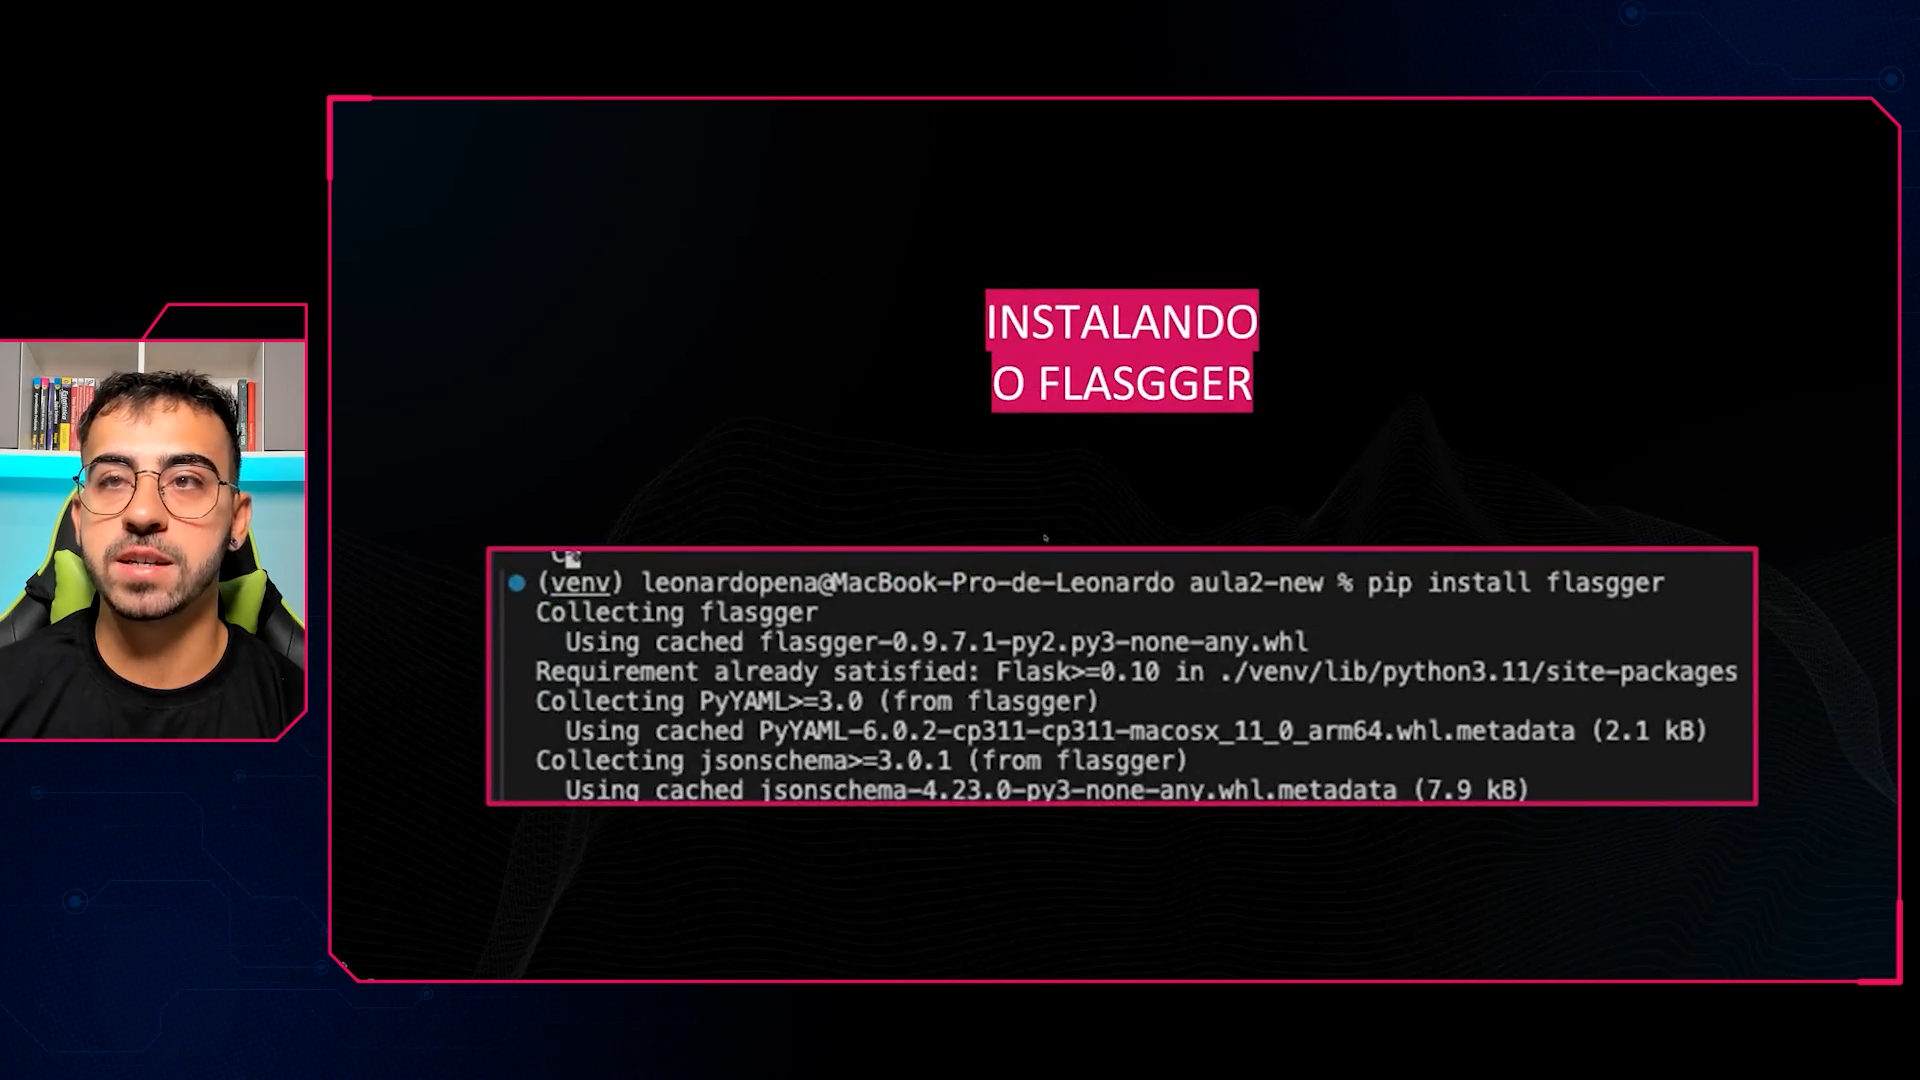 INSTALANDO
O FLASGGER
(venv) leonardopena@MacBook-Pro-de-Leonardo aula2-new % pip install flasgger
Collecting flasgger
Using cached flasgger-0.9.7.1-py2.py3-none-any.whl
Requirement already satisfied: Flask>=0.10 in ./venv/lib/python3.11/site-packages
Collecting PyYAML>=3.0 (from flasgger)
Using cached PyYAML-6.0.2-cp311-cp311-macosx_11_0_arm64.whl.metadata (2.1 kB)
Collecting jsonschema>=3.0.1 (from flasgger)
Using cached jsonschema-4.23.0-py3-none-any.whl.metadata (7.9 kB)